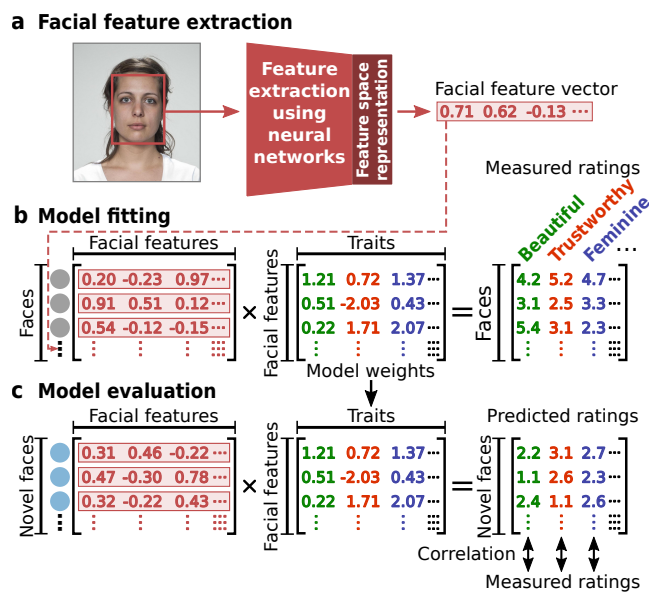 a Facial feature extraction
Feature
extraction
using
neural
networks
Feature space
representation
Facial feature vector
0.71 0.62 -0.13 ···
Measured ratings
b Model fitting
Beautiful
Trustworthy
Feminine
...
Facial features
Traits
Faces
0.20 -0.23 0.97 ···
0.91 0.51 0.12 ···
0.54 -0.12 -0.15 ···
×
Facial features
1.21 0.72 1.37 ···
0.51 -2.03 0.43 ···
0.22 1.71 2.07 ···
=
Faces
4.2 5.2 4.7 ···
3.1 2.5 3.3 ···
5.4 3.1 2.3 ···
Model weights
c Model evaluation
Facial features
Traits
Predicted ratings
Novel faces
0.31 0.46 -0.22 ···
0.47 -0.30 0.78 ···
0.32 -0.22 0.43 ···
×
Facial features
1.21 0.72 1.37 ···
0.51 -2.03 0.43 ···
0.22 1.71 2.07 ···
=
Novel faces
2.2 3.1 2.7 ···
1.1 2.6 2.3 ···
2.4 1.1 2.6 ···
Correlation
Measured ratings